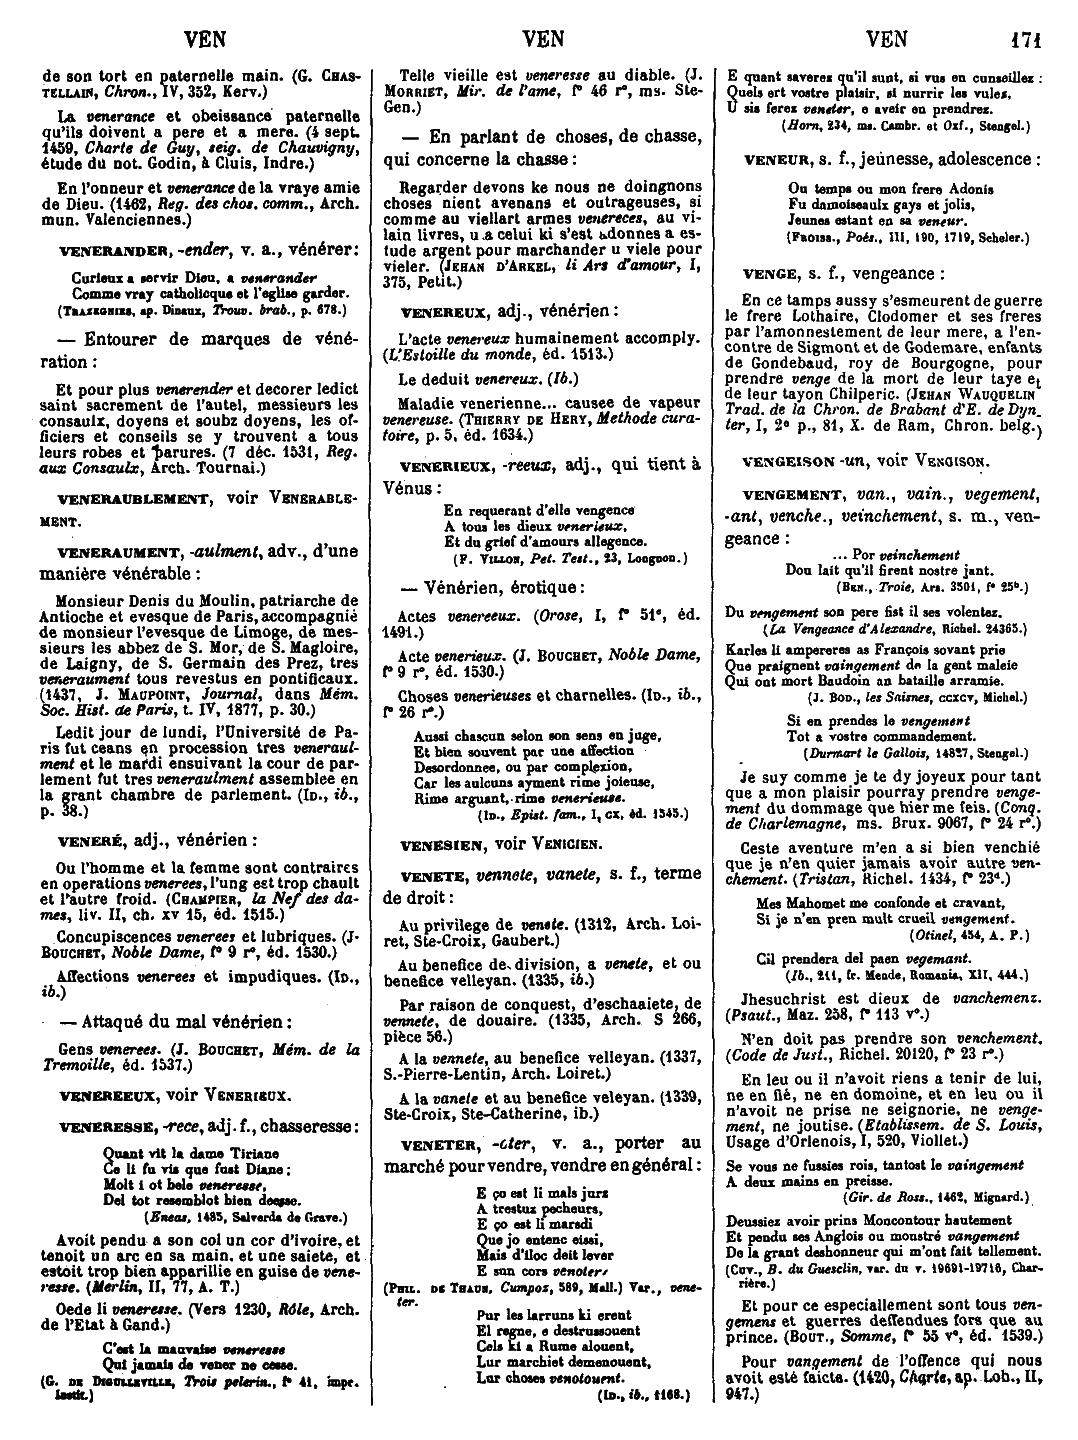 VEN
VEN
VEN
171
de son tort en paternelle main. (G. CHAS-
TELLAIN, Chron., IV, 352, Kerv.)
La venerance et obeissance paternelle
qu'ils doivent a pere et a mere. (4 sept.
1459, Charte de Guy, seig. de Chauvigny,
étude du not. Godin, à Cluis, Indre.)
En l'onneur et venerance de la vraye amie
de Dieu. (1462, Reg. des chos. comm., Arch.
mun. Valenciennes.)
VENERANDER, -ender, v. a., vénérer :
Curieux a servir Dieu, a venerander
Comme vray catholicque et l'eglise garder.
(TRAZEGNIES, ap. Dinaux, Trouv. brab., p. 678.)
— Entourer de marques de véné-
ration :
Et pour plus venerender et decorer ledict
saint sacrement de l'autel, messieurs les
consaulx, doyens et soubz doyens, les of-
ficiers et conseils se y trouvent a tous
leurs robes et parures. (7 déc. 1531, Reg.
aux Consaulx, Arch. Tournai.)
VENERAUBLEMENT, voir VENERABLE-
MENT.
VENERAUMENT, -aulment, adv., d'une
manière vénérable :
Monsieur Denis du Moulin, patriarche de
Antioche et evesque de Paris, accompagnié
de monsieur l'evesque de Limoge, de mes-
sieurs les abbez de S. Mor, de S. Magloire,
de Laigny, de S. Germain des Prez, tres
veneraument tous revestus en pontificaux.
(1437, J. MAUPOINT, Journal, dans Mém.
Soc. Hist. de Paris, t. IV, 1877, p. 30.)
Ledit jour de lundi, l'Université de Pa-
ris fut ceans en procession tres veneraul-
ment et le mardi ensuivant la cour de par-
lement fut tres veneraulment assemblee en
la grant chambre de parlement. (ID., ib.,
p. 38.)
VENERÉ, adj., vénérien :
Ou l'homme et la femme sont contraires
en operations venerees, l'ung est trop chault
et l'autre froid. (CHAMPIER, la Nef des da-
mes, liv. II, ch. xv 15, éd. 1515.)
Concupiscences venerees et lubriques. (J.
BOUCHET, Noble Dame, f° 9 r°, éd. 1530.)
Affections venerees et impudiques. (ID.,
ib.)
— Attaqué du mal vénérien :
Gens venerees. (J. BOUCHET, Mém. de la
Tremoille, éd. 1537.)
VENEREEUX, voir VENERIEUX.
VENERESSE, -rece, adj. f., chasseresse :
Quant vit la dame Tiriane
Ce li fu vis que fust Diane ;
Molt i ot bele veneresse,
Del tot resemblot bien deesse.
(Eneas, 1485, Salverda de Grave.)
Avoit pendu a son col un cor d'ivoire, et
tenoit un arc en sa main, et une saiete, et
estoit trop bien apparillie en guise de vene-
resse. (Merlin, II, 77, A. T.)
Oede li veneresse. (Vers 1230, Rôle, Arch.
de l'Etat à Gand.)
C'est la mauvaise veneresse
Qui jamais de vener ne cesse.
(G. DE DIGULLEVILLE, Trois pelerin., f° 41, impr.
Instit.)
Telle vieille est veneresse au diable. (J.
MORRIET, Mir. de l'ame, f° 46 r°, ms. Ste-
Gen.)
— En parlant de choses, de chasse,
qui concerne la chasse :
Regarder devons ke nous ne doingnons
choses nient avenans et outrageuses, si
comme au viellart armes venereces, au vi-
lain livres, u a celui ki s'est adonnes a es-
tude argent pour marchander u viele pour
vieler. (JEHAN D'ARKEL, li Ars d'amour, I,
375, Petit.)
VENEREUX, adj., vénérien :
L'acte venereux humainement accomply.
(L'Estoille du monde, éd. 1513.)
Le deduit venereux. (Ib.)
Maladie venerienne... causee de vapeur
venereuse. (THIERRY DE HERY, Methode cura-
toire, p. 5, éd. 1634.)
VENERIEUX, -reeux, adj., qui tient à
Vénus :
En requerant d'elle vengence
A tous les dieux venerieux,
Et du grief d'amours allegence.
(F. VILLON, Pet. Test., 23, Longnon.)
— Vénérien, érotique :
Actes venereeux. (Orose, I, f° 51ª, éd.
1491.)
Acte venerieux. (J. BOUCHET, Noble Dame,
f° 9 r°, éd. 1530.)
Choses venerieuses et charnelles. (ID., ib.,
f° 26 r°.)
Aussi chascun selon son sens en juge,
Et bien souvent par une affection
Desordonnee, ou par complexion,
Car les aulcuns ayment rime joieuse,
Rime arguant, rime venerieuse.
(ID., Epist. fam., I, CX, éd. 1545.)
VENESIEN, voir VENICIEN.
VENETE, vennete, vanete, s. f., terme
de droit :
Au privilege de venete. (1312, Arch. Loi-
ret, Ste-Croix, Gaubert.)
Au benefice de division, a venete, et ou
benefice velleyan. (1335, ib.)
Par raison de conquest, d'eschaaiete, de
vennete, de douaire. (1335, Arch. S 266,
pièce 56.)
A la vennete, au benefice velleyan. (1337,
S.-Pierre-Lentin, Arch. Loiret.)
A la vanete et au benefice veleyan. (1339,
Ste-Croix, Ste-Catherine, ib.)
VENETER, -cter, v. a., porter au
marché pour vendre, vendre en général :
E ço est li mals jurz
A trestuz pecheurs,
E ço est li marsdi
Que jo entenc eissi,
Mais d'iloc deit lever
E sun cors venoter
(PHIL. DE THAUN, Cumpoz, 589, Mall.) Var., vene-
ter.
Pur les larruns ki erent
El regne, e destrussouent
Cels ki a Rume alouent,
Lur marchiet demenouent,
Lur choses venotouent.
(ID., ib., 1168.)
E quant saverez qu'il sunt, si vus en cunseillez :
Quels ert vostre plaisir, si nurrir les vulez,
U sis ferez veneter, e aveir en prendrez.
(Horn, 234, ms. Cambr. et Oxf., Stengel.)
VENEUR, s. f., jeunesse, adolescence :
Ou temps ou mon frere Adonis
Fu damoiseaulx gays et jolis,
Jeunes estant en sa veneur.
(FROISS., Poés., III, 190, 1719, Scheler.)
VENGE, s. f., vengeance :
En ce tamps aussy s'esmeurent de guerre
le frere Lothaire, Clodomer et ses freres
par l'amonnestement de leur mere, a l'en-
contre de Sigmont et de Godemare, enfants
de Gondebaud, roy de Bourgogne, pour
prendre venge de la mort de leur taye et
de leur tayon Chilperic. (JEHAN WAUQUELIN
Trad. de la Chron. de Brabant d'E. de Dyn-
ter, I, 2e p., 81, X. de Ram, Chron. belg.)
VENGEISON -un, voir VENGISON.
VENGEMENT, van., vain., vegement,
-ant, venche., veinchement, s. m., ven-
geance :
... Por veinchement
Dou lait qu'il firent nostre jant.
(BEN., Troie, Ars. 3501, f° 25b.)
Du vengement son pere fist il ses volentez.
(La Vengeance d'Alexandre, Richel. 24365.)
Karles li ampereres as François sovant prie
Que praignent vaingement de la gent maleie
Qui ont mort Baudoin an bataille arramie.
(J. BOD., les Saisnes, CCXCV, Michel.)
Si en prendes le vengement
Tot a vostre commandement.
(Durmart le Gallois, 14827, Stengel.)
Je suy comme je te dy joyeux pour tant
que a mon plaisir pourray prendre venge-
ment du dommage que hier me feis. (Conq.
de Charlemagne, ms. Brux. 9067, f° 24 r°.)
Ceste aventure m'en a si bien venchié
que je n'en quier jamais avoir autre ven-
chement. (Tristan, Richel. 1434, f° 23d.)
Mes Mahomet me confonde et cravant,
Si je n'en pren mult crueil vengement.
(Otinel, 454, A. P.)
Cil prendera del paen vegemant.
(Ib., 211, fr. Mende, Romania, XII, 444.)
Jhesuchrist est dieux de vanchemenz.
(Psaut., Maz. 258, f° 113 v°.)
N'en doit pas prendre son venchement.
(Code de Just., Richel. 20120, f° 23 r°.)
En leu ou il n'avoit riens a tenir de lui,
ne en fié, ne en domoine, et en leu ou il
n'avoit ne prise ne seignorie, ne venge-
ment, ne joutise. (Etablissem. de S. Louis,
Usage d'Orlenois, I, 520, Viollet.)
Se vous ne fussies rois, tantost le vaingement
A deux mains en preisse.
(Gir. de Ross., 1462, Mignard.)
Deussiez avoir prins Moncontour hautement
Et pendu ses Anglois ou monstré vangement
De la grant deshonneur qui m'ont fait tellement.
(CUV., B. du Guesclin, var. du v. 19691-19716, Char-
rière.)
Et pour ce especiallement sont tous ven-
gemens et guerres deffendues fors que au
prince. (BOUT., Somme, f° 55 v°, éd. 1539.)
Pour vangement de l'offence qui nous
avoit esté faicte. (1420, Charte, ap. Lob., II,
947.)